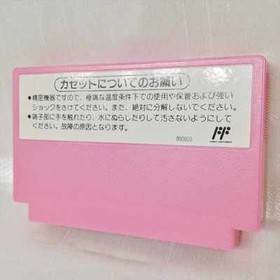 カセットについてのお願い
●精密機器ですので、極端な温度条件下での使用や保管および強い
ショックをさけてください。また、絶対に分解しないでください。
●端子部に手を触れたり、水にぬらしたりして汚さないようにして
ください。故障の原因となります。